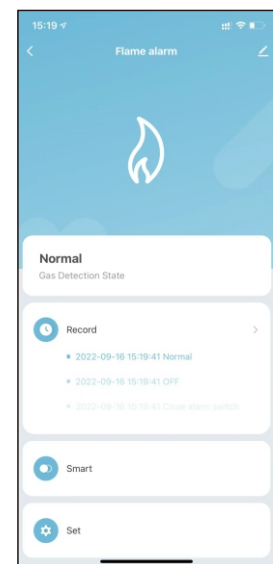 15:19
Flame alarm
Normal
Gas Detection State
Record
2022-09-16 15:19:41 Normal
2022-09-16 15:19:41 OFF
2022-09-16 15:19:41 Close alarm switch
Smart
Set